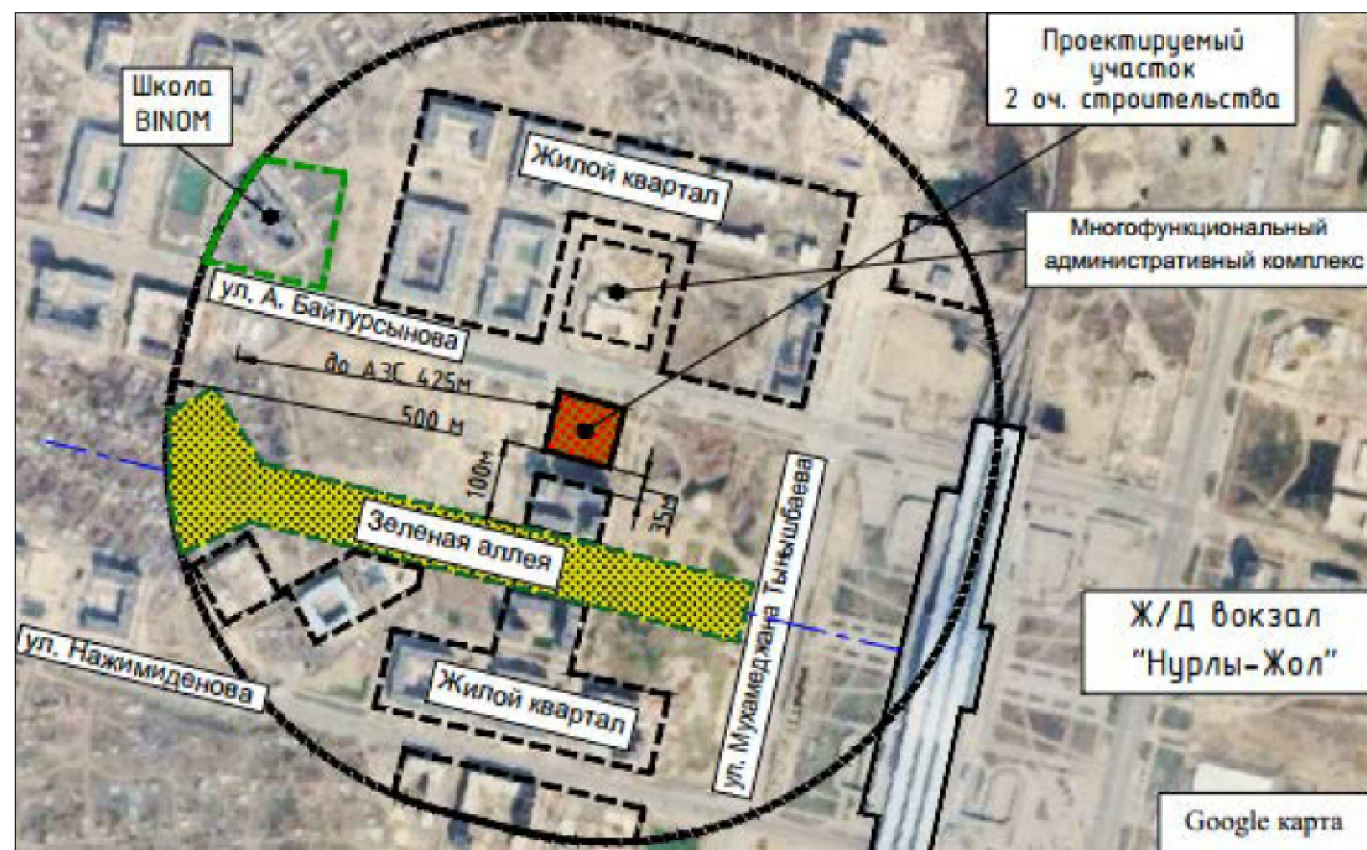 Проектируемый
участок
2 оч. строительства
Школа
BINOM
Жилой квартал
Многофункциональный
административный комплекс
ул. А. Байтурсынова
до АЗС 425м
500 м
100м
35м
Зеленая аллея
ул. Мухамеджана Тынышбаева
Ж/Д вокзал
"Нурлы-Жол"
ул. Нажимиденова
Жилой квартал
Google карта